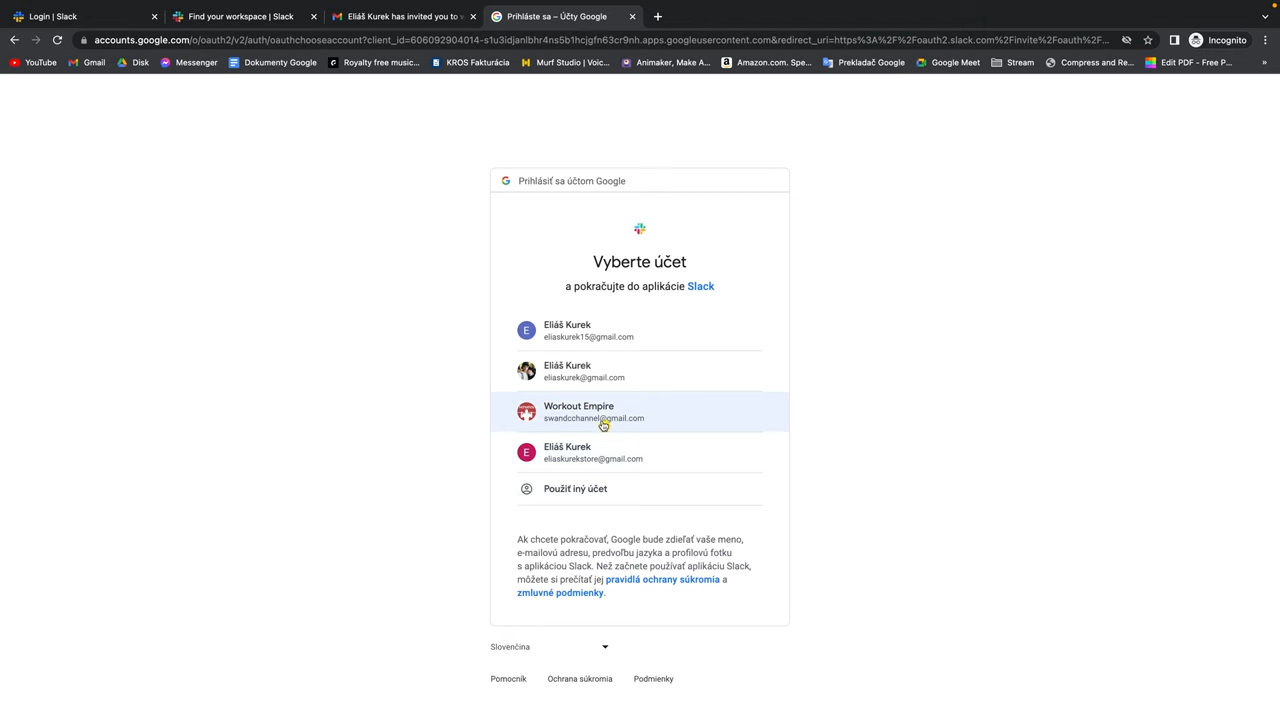 Login | Slack
Find your workspace | Slack
Eliáš Kurek has invited you to w
Prihláste sa – Účty Google
accounts.google.com/o/oauth2/v2/auth/oauthchooseaccount?client_id=606092904014-s1u3idjanlbhr4ns5b1hcjgfn63cr9nh.apps.googleusercontent.com&redirect_uri=https%3A%2F%2Foauth2.slack.com%2Finvite%2Foauth%2F...
Incognito
YouTube
Gmail
Disk
Messenger
Dokumenty Google
Royalty free music...
KROS Fakturácia
Murf Studio | Voic...
Animaker, Make A...
Amazon.com. Spe...
Prekladač Google
Google Meet
Stream
Compress and Re...
Edit PDF - Free P...
»
Prihlásiť sa účtom Google
Vyberte účet
a pokračujte do aplikácie Slack
E
Eliáš Kurek
eliaskurek15@gmail.com
Eliáš Kurek
eliaskurek@gmail.com
Workout Empire
swandcchannel@gmail.com
E
Eliáš Kurek
eliaskurekstore@gmail.com
Použiť iný účet
Ak chcete pokračovať, Google bude zdieľať vaše meno,
e-mailovú adresu, predvoľbu jazyka a profilovú fotku
s aplikáciou Slack. Než začnete používať aplikáciu Slack,
môžete si prečítať jej pravidlá ochrany súkromia a
zmluvné podmienky.
Slovenčina
Pomocník
Ochrana súkromia
Podmienky